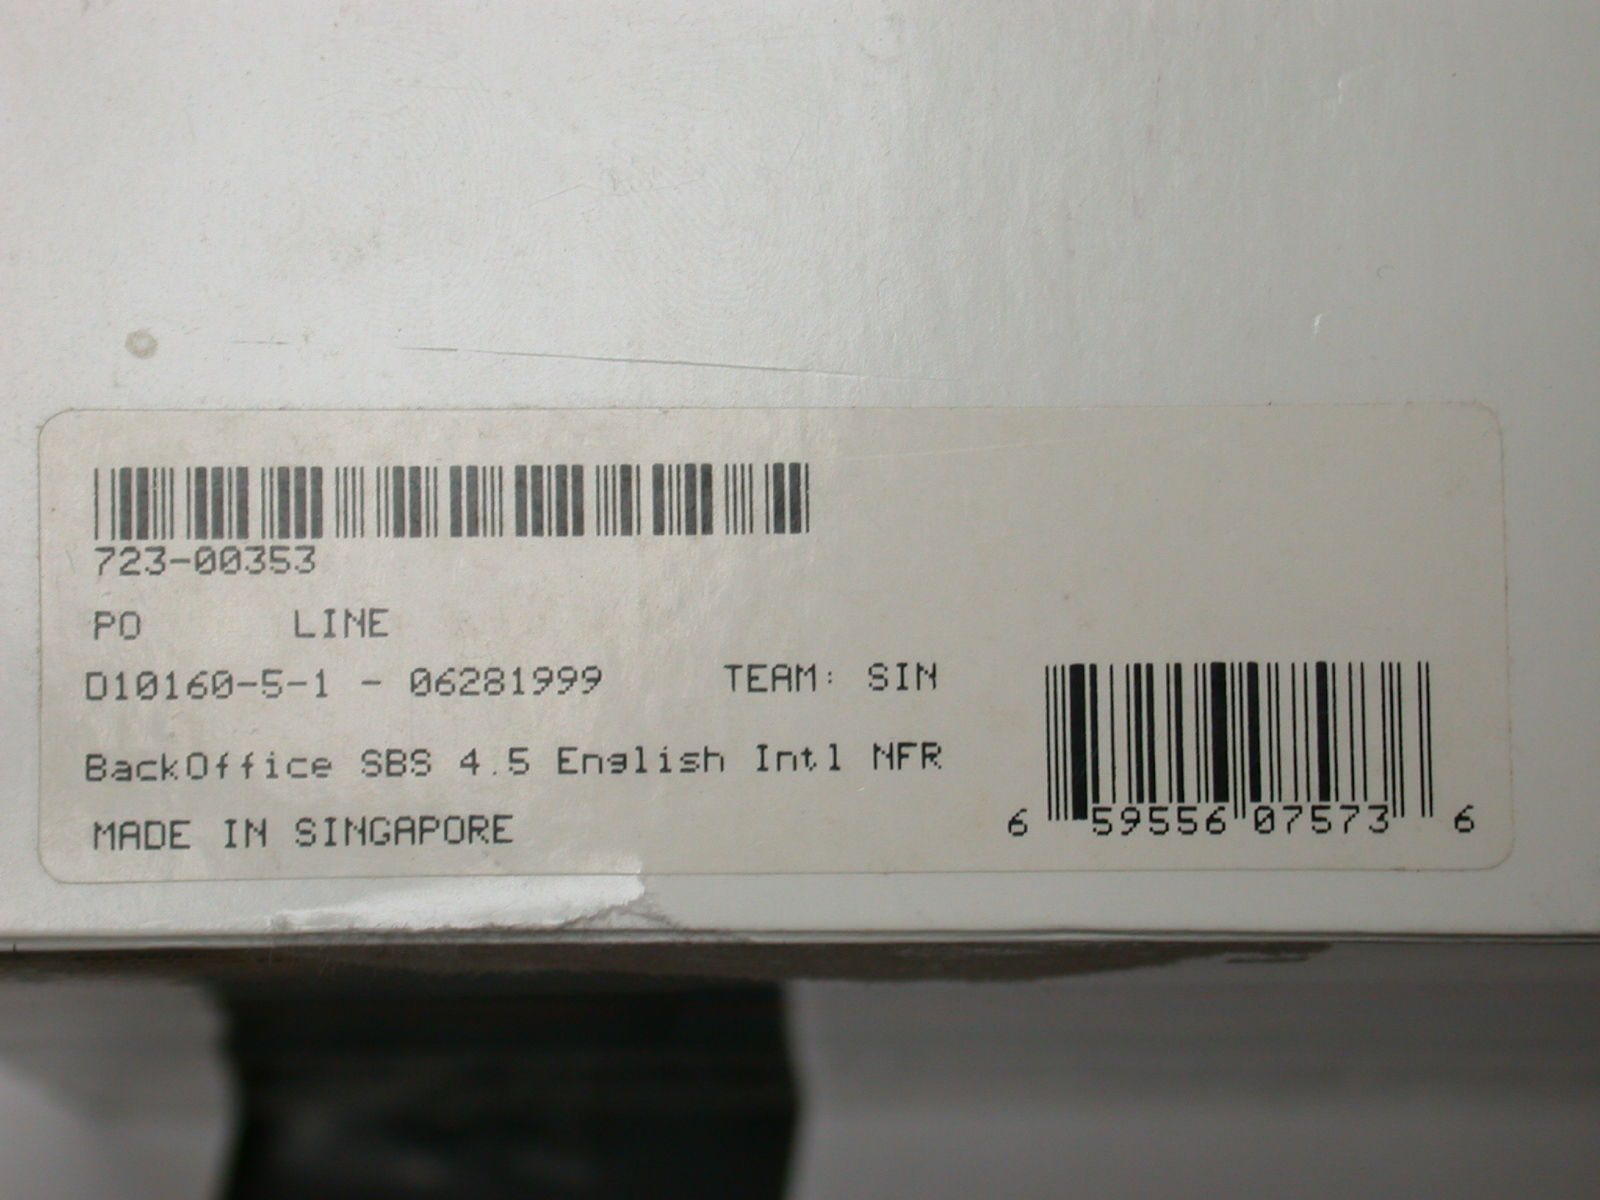 723-00353
PO LINE
D10160-5-1 - 06281999 TEAM: SIN
BackOffice SBS 4.5 English Intl NFR
MADE IN SINGAPORE
6 59556 07573 6